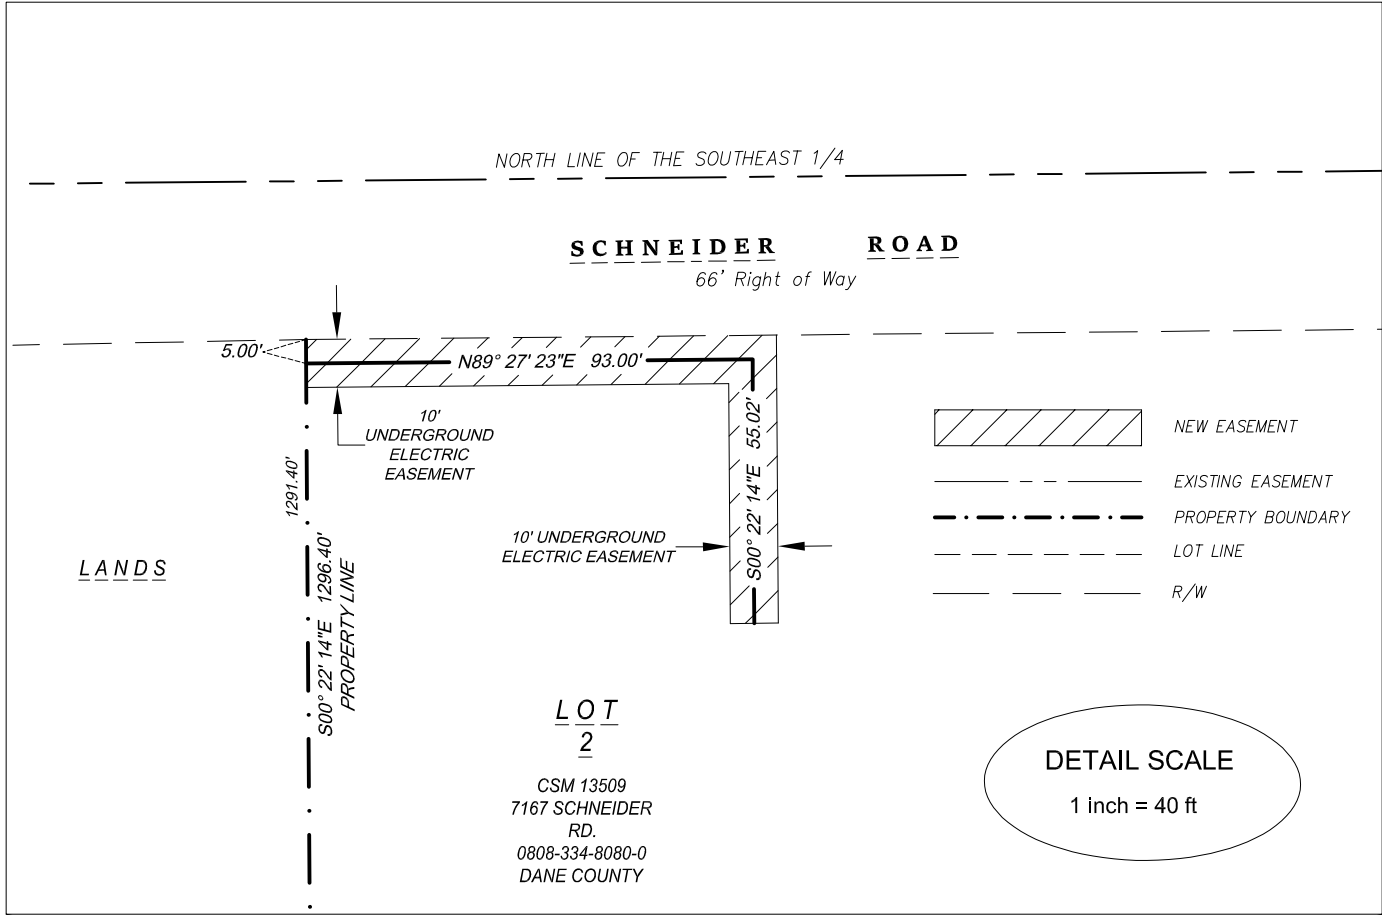 NORTH LINE OF THE SOUTHEAST 1/4
SCHNEIDER ROAD
66' Right of Way
5.00'
N89° 27' 23"E 93.00'
10'
UNDERGROUND
ELECTRIC
EASEMENT
S00° 22' 14"E 55.02'
10' UNDERGROUND
ELECTRIC EASEMENT
1291.40'
S00° 22' 14"E 1296.40'
PROPERTY LINE
LANDS
NEW EASEMENT
EXISTING EASEMENT
PROPERTY BOUNDARY
LOT LINE
R/W
LOT
2
CSM 13509
7167 SCHNEIDER
RD.
0808-334-8080-0
DANE COUNTY
DETAIL SCALE
1 inch = 40 ft